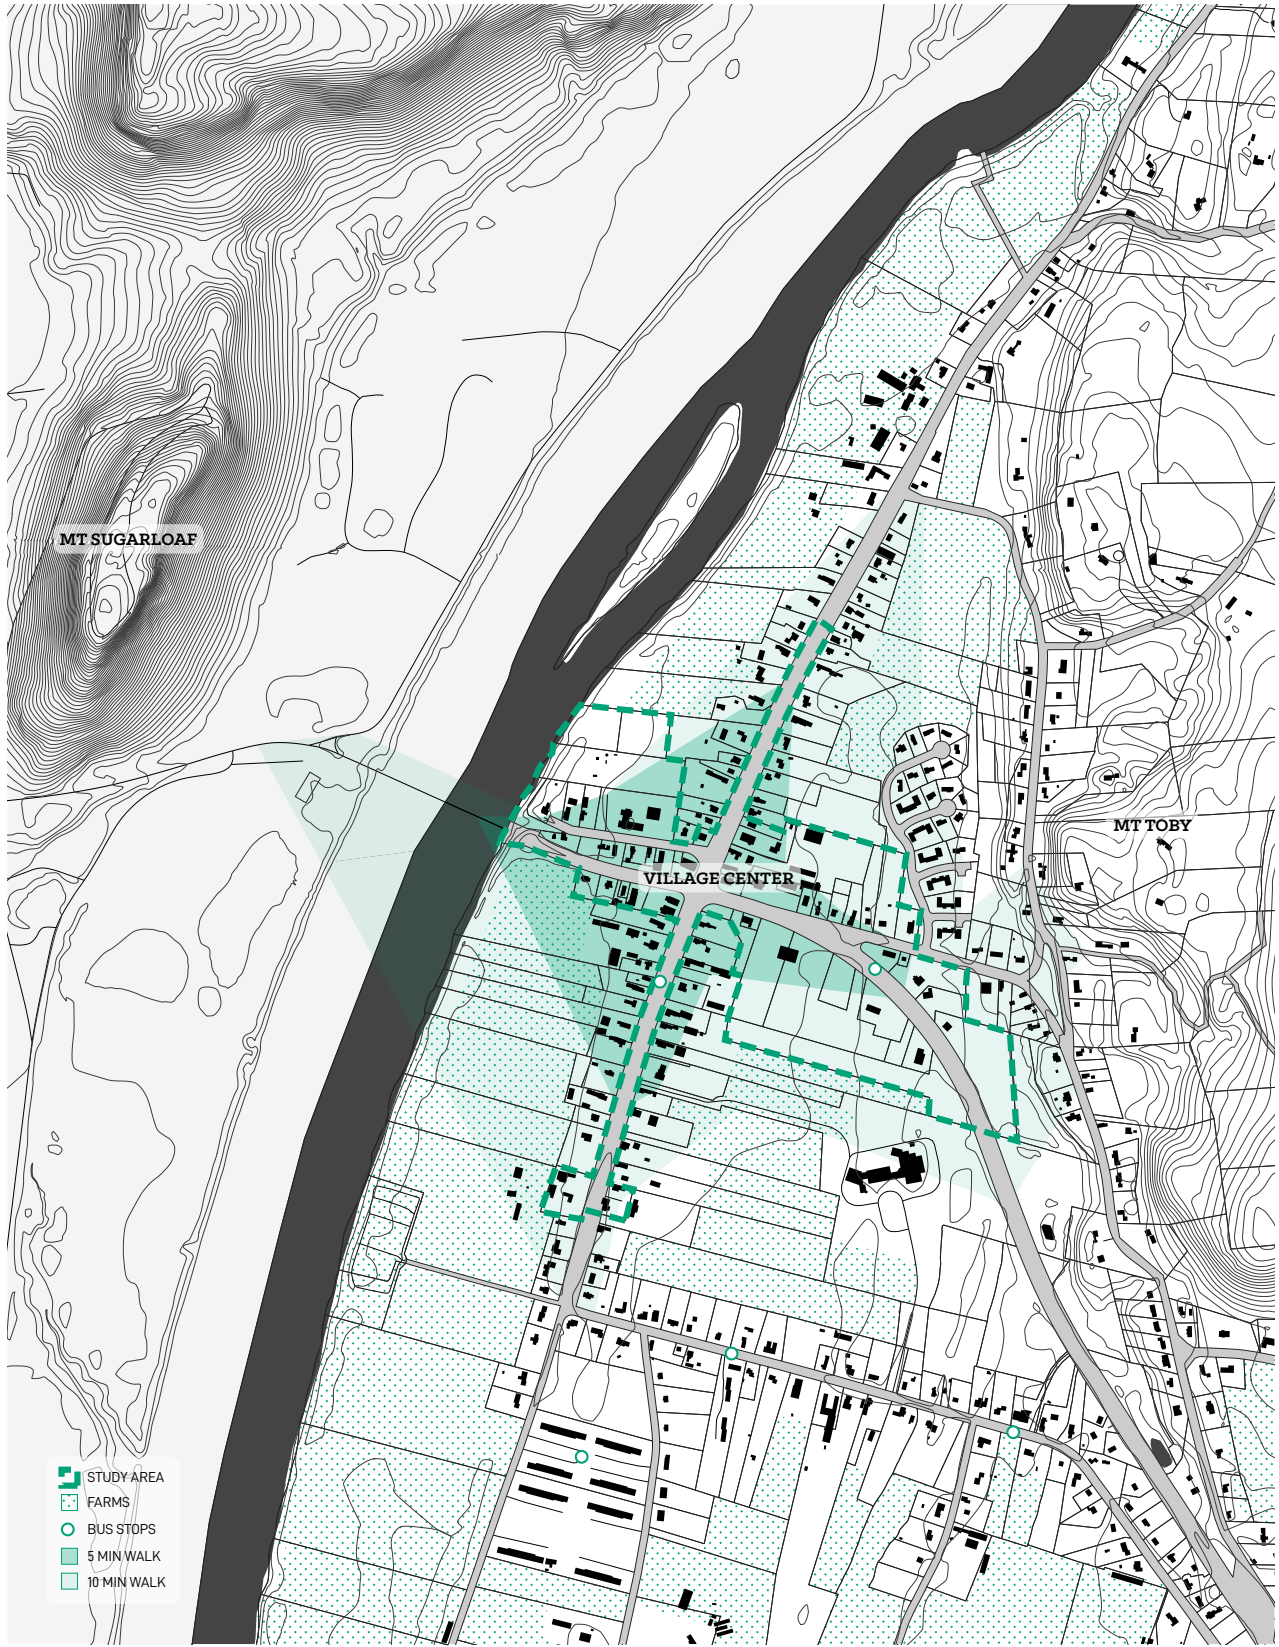 MT SUGARLOAF
MT TOBY
VILLAGE CENTER
STUDY AREA
FARMS
BUS STOPS
5 MIN WALK
10 MIN WALK